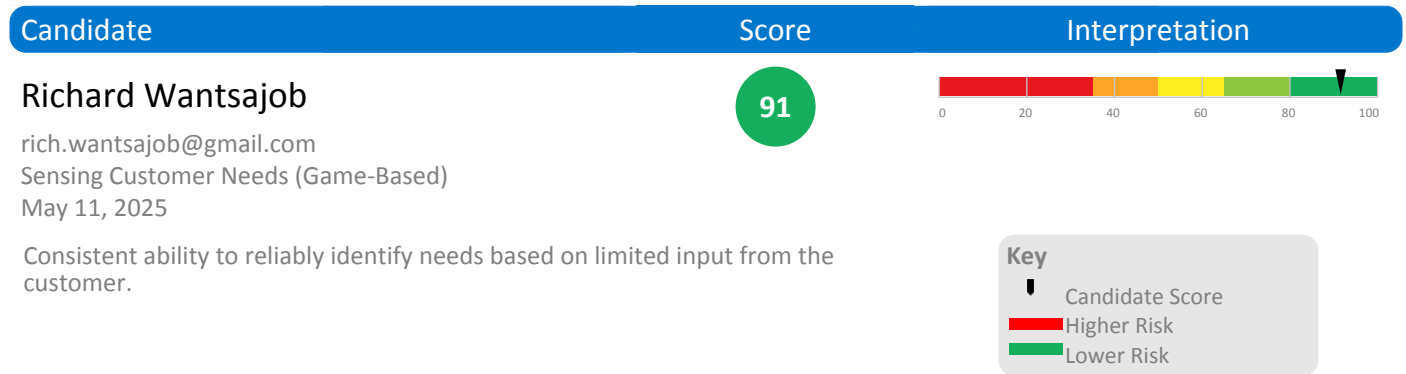 Candidate Score Interpretation
Richard Wantsajob
91
0 20 40 60 80 100
rich.wantsajob@gmail.com
Sensing Customer Needs (Game-Based)
May 11, 2025
Consistent ability to reliably identify needs based on limited input from the
customer.
Key
Candidate Score
Higher Risk
Lower Risk